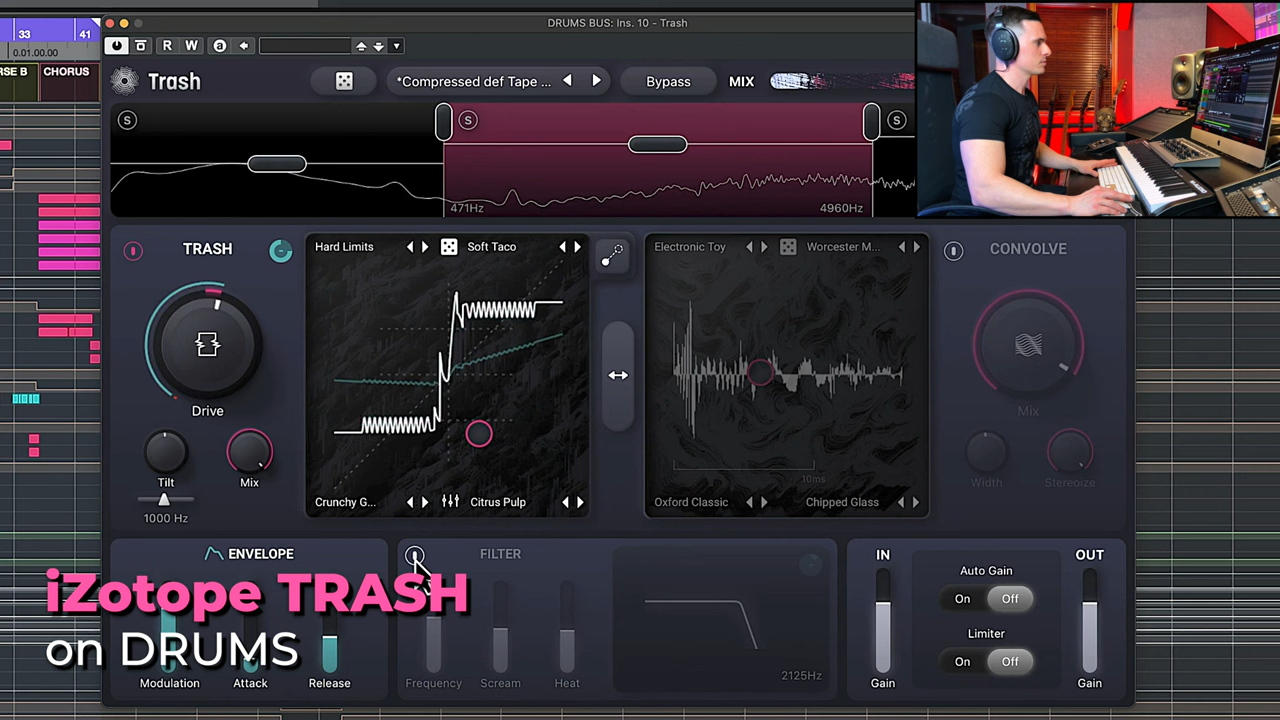 DRUMS BUS: Ins. 10 - Trash
33
41
0.01.00.00
R W a
SE B
CHORUS
Trash
*Compressed def Tape ...
Bypass
MIX
S
S
S
471Hz
4960Hz
TRASH
Hard Limits
Soft Taco
Electronic Toy
Worcester M...
CONVOLVE
Drive
Mix
Tilt
Mix
Width
Stereoize
1000 Hz
10ms
Crunchy G...
Citrus Pulp
Oxford Classic
Chipped Glass
ENVELOPE
FILTER
IN
OUT
Auto Gain
On
Off
Limiter
On
Off
iZotope TRASH
on DRUMS
Modulation
Attack
Release
Frequency
Scream
Heat
2125Hz
Gain
Gain